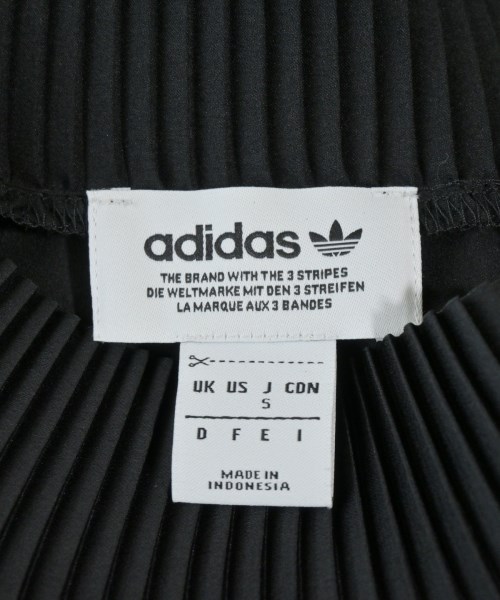 adidas
THE BRAND WITH THE 3 STRIPES
DIE WELTMARKE MIT DEN 3 STREIFEN
LA MARQUE AUX 3 BANDES
UK US J CDN
S
D F E I
MADE IN
INDONESIA